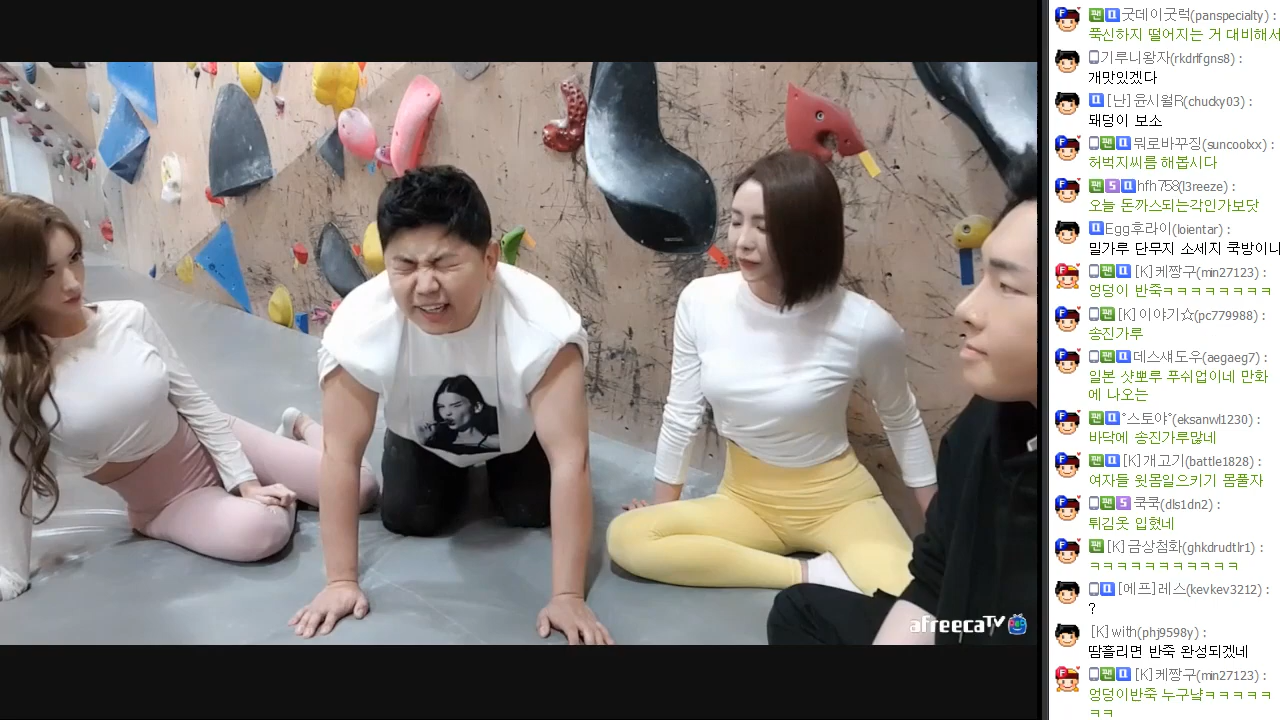 afreecaTV
팬 Q 굿데이굿럭(panspecialty) :
푹신하지 떨어지는 거 대비해서
기루니왕자(rkdrlfgns8) :
개맛있겠다
Q [난]윤시월R(chucky03) :
돼덩이 보소
팬 Q 뭐로바꾸징(suncoolxx) :
허벅지씨름 해봅시다
팬 S Q hfh758(l3reeze) :
오늘 돈까스되는각인가보닷
Q Egg후라이(loientar) :
밀가루 단무지 소세지 쿡방이니
팬 Q [K]케짱구(min27123) :
엉덩이 반죽ㅋㅋㅋㅋㅋㅋㅋㅋ
팬 [K]이야기☆(pc779988) :
송진가루
팬 Q 데스섀도우(aegaeg7) :
일본 샷뽀루 푸쉬업이네 만화
에 나오는
팬 Q °스토야°(eksanwl1230) :
바닥에 송진가루망네
팬 Q [K]개고기(battle1828) :
여자들 윗몸일으키기 몸풀자
팬 S 쿡쿡(dls1dn2) :
튀김옷 입혔네
팬 [K]금상첨화(ghkdrudtlr1) :
ㅋㅋㅋㅋㅋㅋㅋㅋㅋㅋㅋ
Q [에프]레스(kevkev3212) :
?
[K]with(phj9598y) :
땀흘리면 반죽 완성되겠네
팬 Q [K]케짱구(min27123) :
엉덩이반죽 누구냨ㅋㅋㅋㅋㅋ
ㅋㅋ